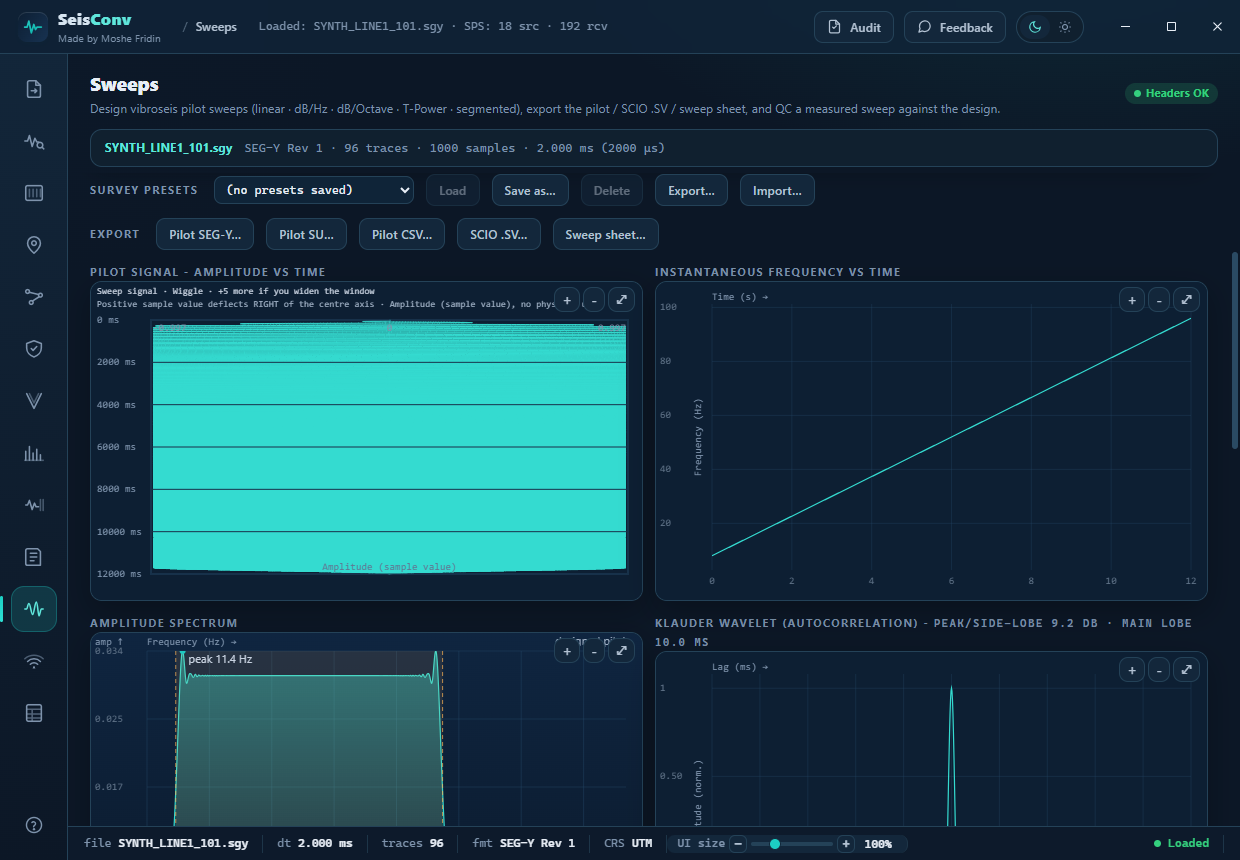 SeisConv
Made by Moshe Fridin
/ Sweeps
Loaded: SYNTH_LINE1_101.sgy · SPS: 18 src · 192 rcv
Audit
Feedback
Sweeps
Design vibroseis pilot sweeps (linear · dB/Hz · dB/Octave · T-Power · segmented), export the pilot / SCIO .SV / sweep sheet, and QC a measured sweep against the design.
Headers OK
SYNTH_LINE1_101.sgy SEG-Y Rev 1 · 96 traces · 1000 samples · 2.000 ms (2000 µs)
SURVEY PRESETS (no presets saved) Load Save as... Delete Export... Import...
EXPORT Pilot SEG-Y... Pilot SU... Pilot CSV... SCIO .SV... Sweep sheet...
PILOT SIGNAL - AMPLITUDE VS TIME
Sweep signal · Wiggle · +5 more if you widen the window
Positive sample value deflects RIGHT of the centre axis · Amplitude (sample value), no
+ -
0 ms
2000 ms
4000 ms
6000 ms
8000 ms
10000 ms
12000 ms
Amplitude (sample value)
INSTANTANEOUS FREQUENCY VS TIME
Time (s) →
+ -
100
80
60
40
20
Frequency (Hz)
0 2 4 6 8 10 12
AMPLITUDE SPECTRUM
amp ↑ Frequency (Hz) →
+ -
0.034
peak 11.4 Hz
0.025
0.017
KLAUDER WAVELET (AUTOCORRELATION) - PEAK/SIDE-LOBE 9.2 DB · MAIN LOBE
10.0 MS
Lag (ms) →
+ -
1
0.50
(norm.)
file SYNTH_LINE1_101.sgy dt 2.000 ms traces 96 fmt SEG-Y Rev 1 CRS UTM UI size − + 100% Loaded